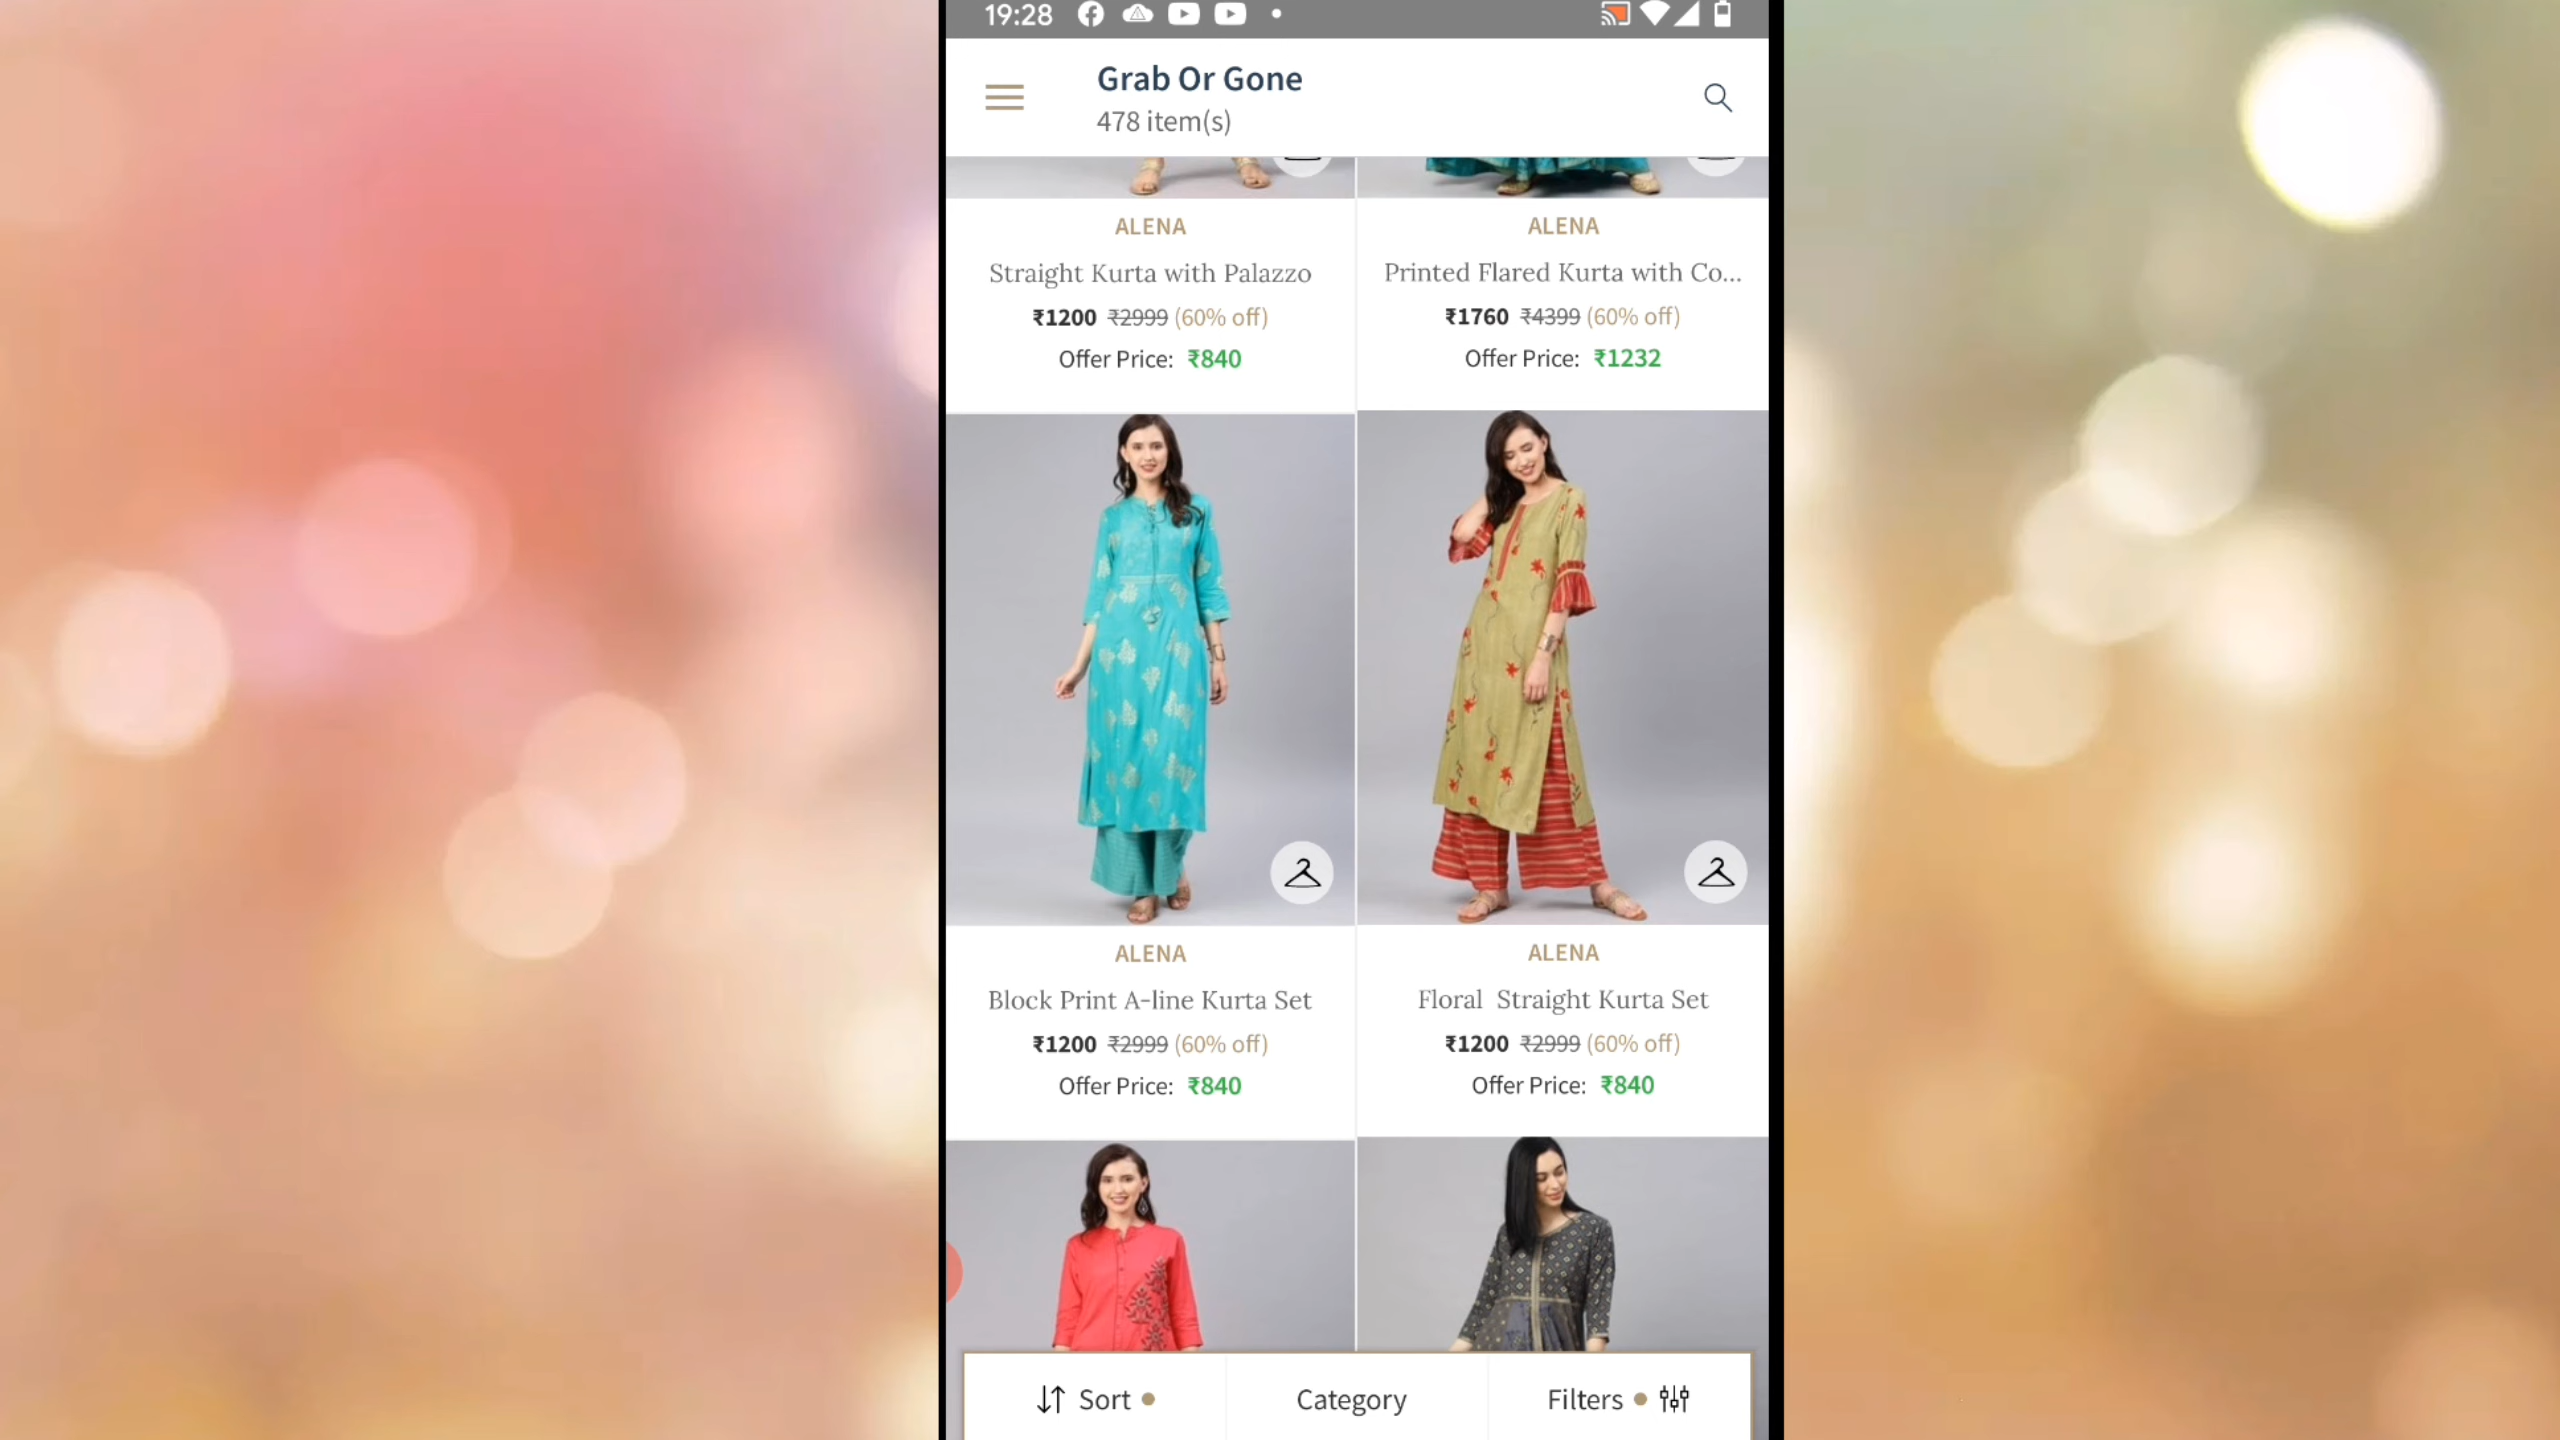 19:28
Grab Or Gone
478 item(s)
ALENA
Straight Kurta with Palazzo
₹1200 ₹2999 (60% off)
Offer Price: ₹840
ALENA
Printed Flared Kurta with Co...
₹1760 ₹4399 (60% off)
Offer Price: ₹1232
ALENA
Block Print A-line Kurta Set
₹1200 ₹2999 (60% off)
Offer Price: ₹840
ALENA
Floral Straight Kurta Set
₹1200 ₹2999 (60% off)
Offer Price: ₹840
Sort
Category
Filters